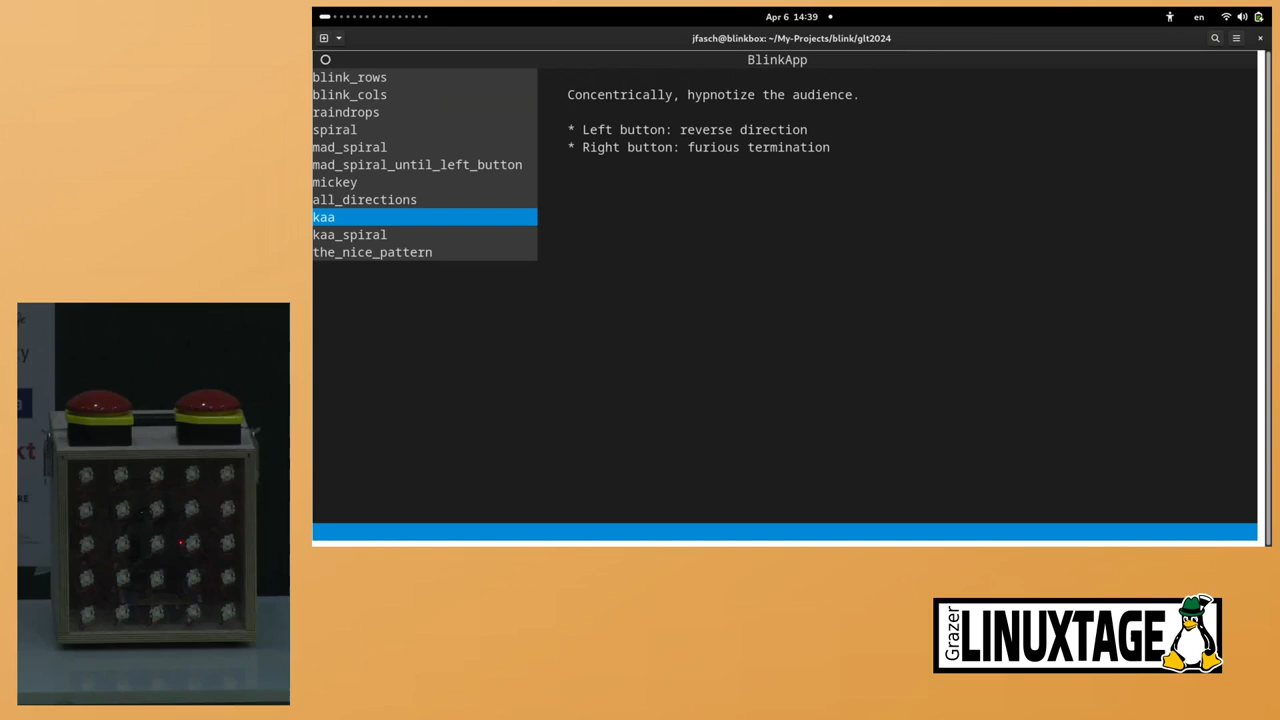 Apr 6 14:39
en
jfasch@blinkbox: ~/My-Projects/blink/glt2024
BlinkApp
blink_rows
blink_cols
raindrops
spiral
mad_spiral
mad_spiral_until_left_button
mickey
all_directions
kaa
kaa_spiral
the_nice_pattern
Concentrically, hypnotize the audience.
* Left button: reverse direction
* Right button: furious termination
Grazer
LINUXTAGE